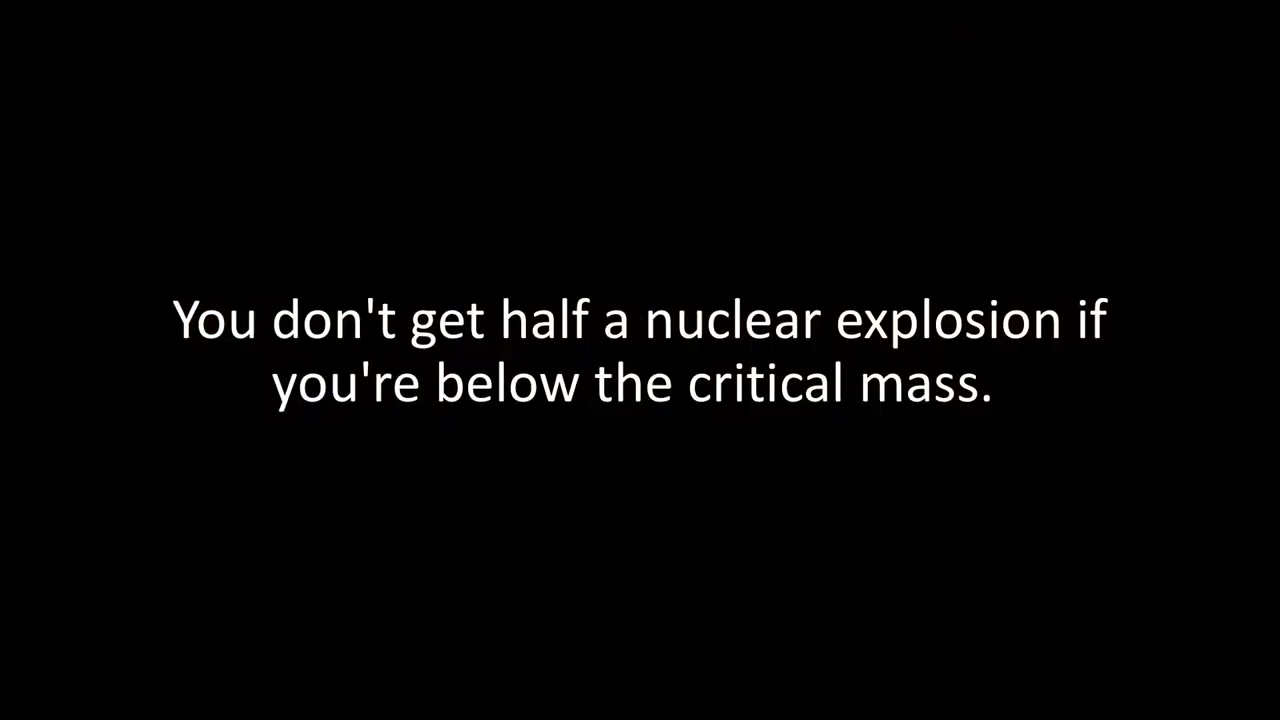 You don't get half a nuclear explosion if
you're below the critical mass.